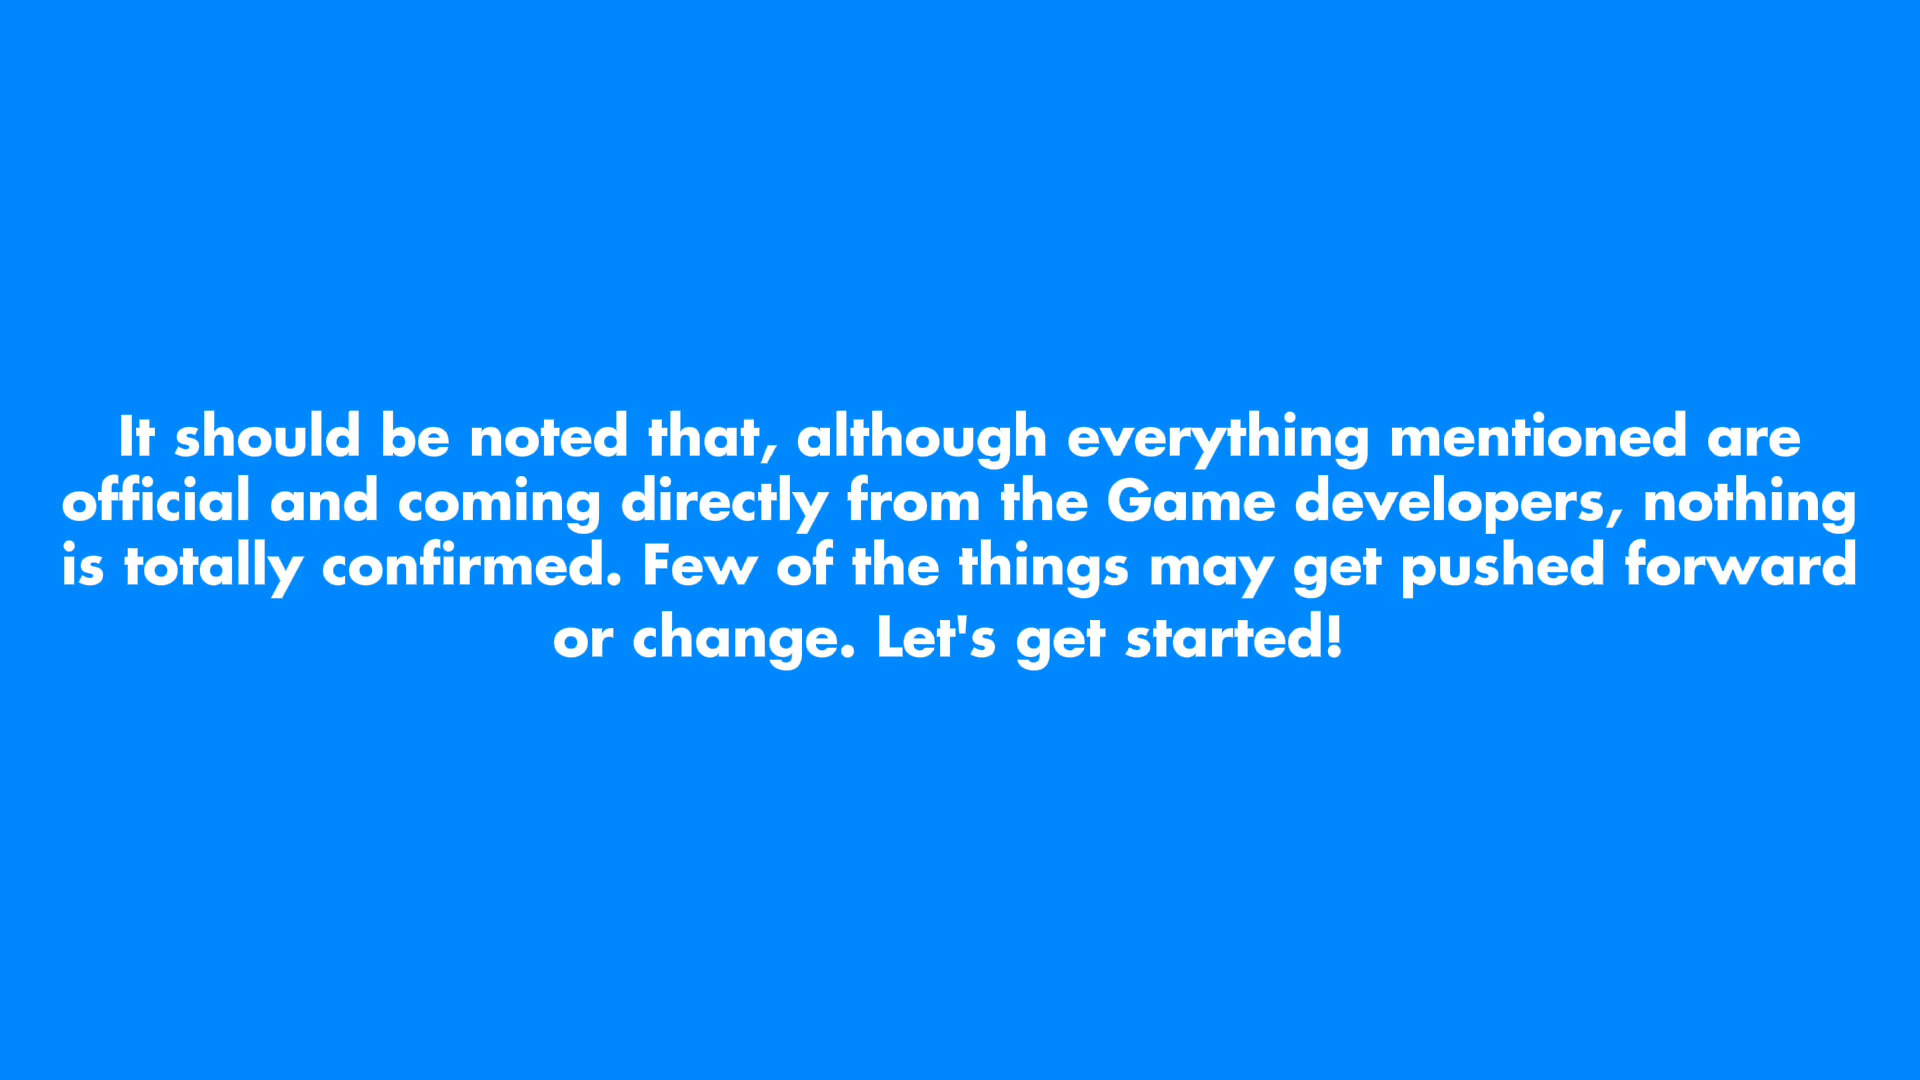 It should be noted that, although everything mentioned are
official and coming directly from the Game developers, nothing
is totally confirmed. Few of the things may get pushed forward
or change. Let's get started!